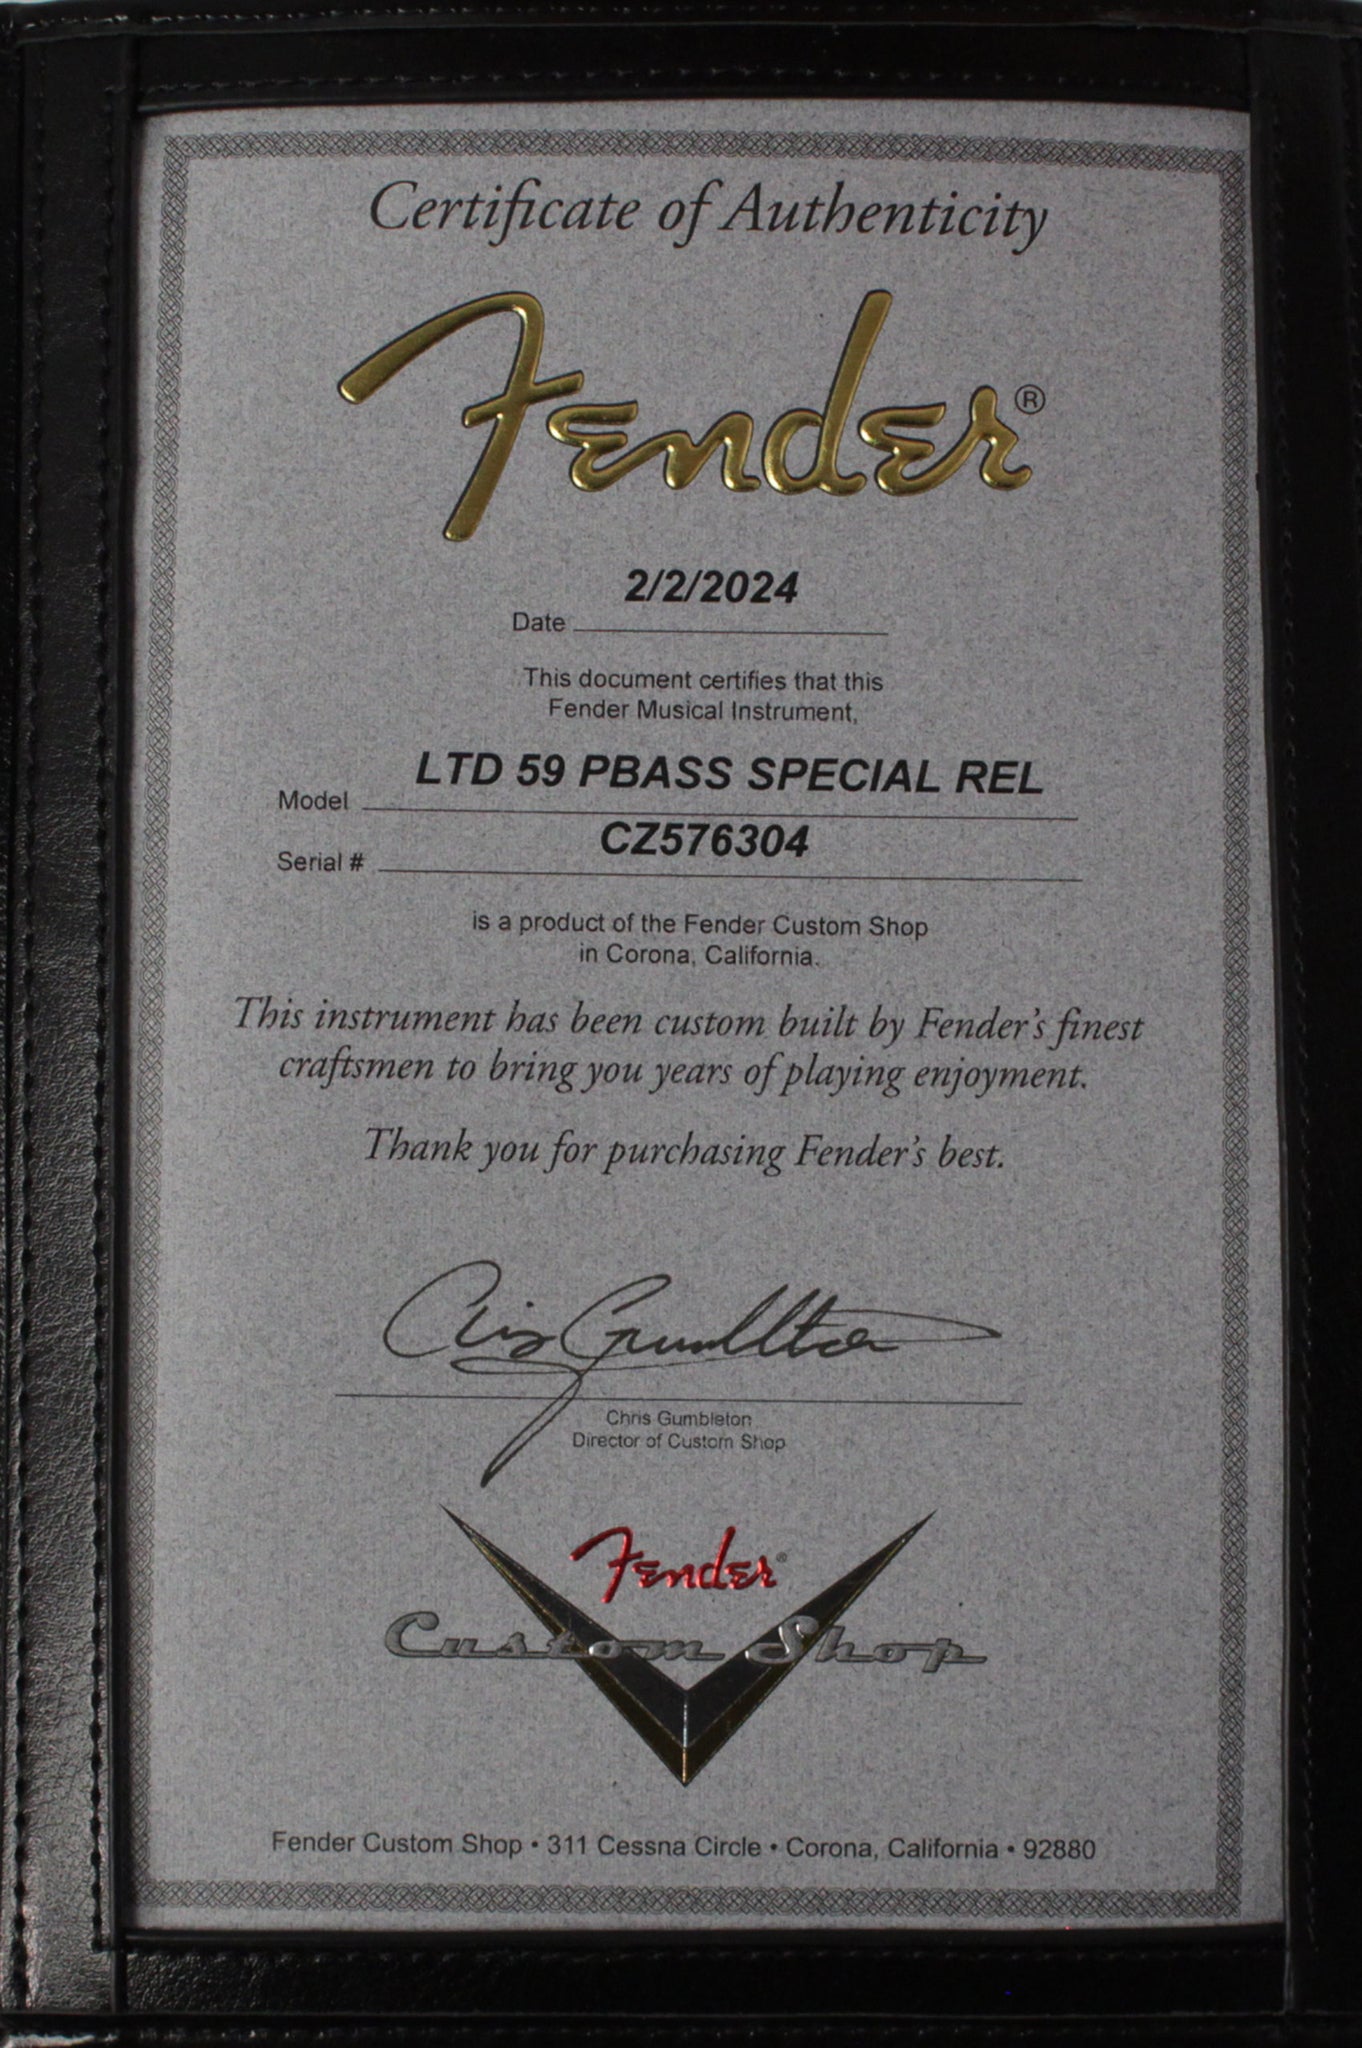 Certificate of Authenticity
Fender®
2/2/2024
Date
This document certifies that this
Fender Musical Instrument,
LTD 59 PBASS SPECIAL REL
Model
CZ576304
Serial #
is a product of the Fender Custom Shop
in Corona, California.
This instrument has been custom built by Fender's finest
craftsmen to bring you years of playing enjoyment.
Thank you for purchasing Fender's best.
Chris Gumbleton
Chris Gumbleton
Director of Custom Shop
Fender®
Custom Shop
Fender Custom Shop • 311 Cessna Circle • Corona, California • 92880